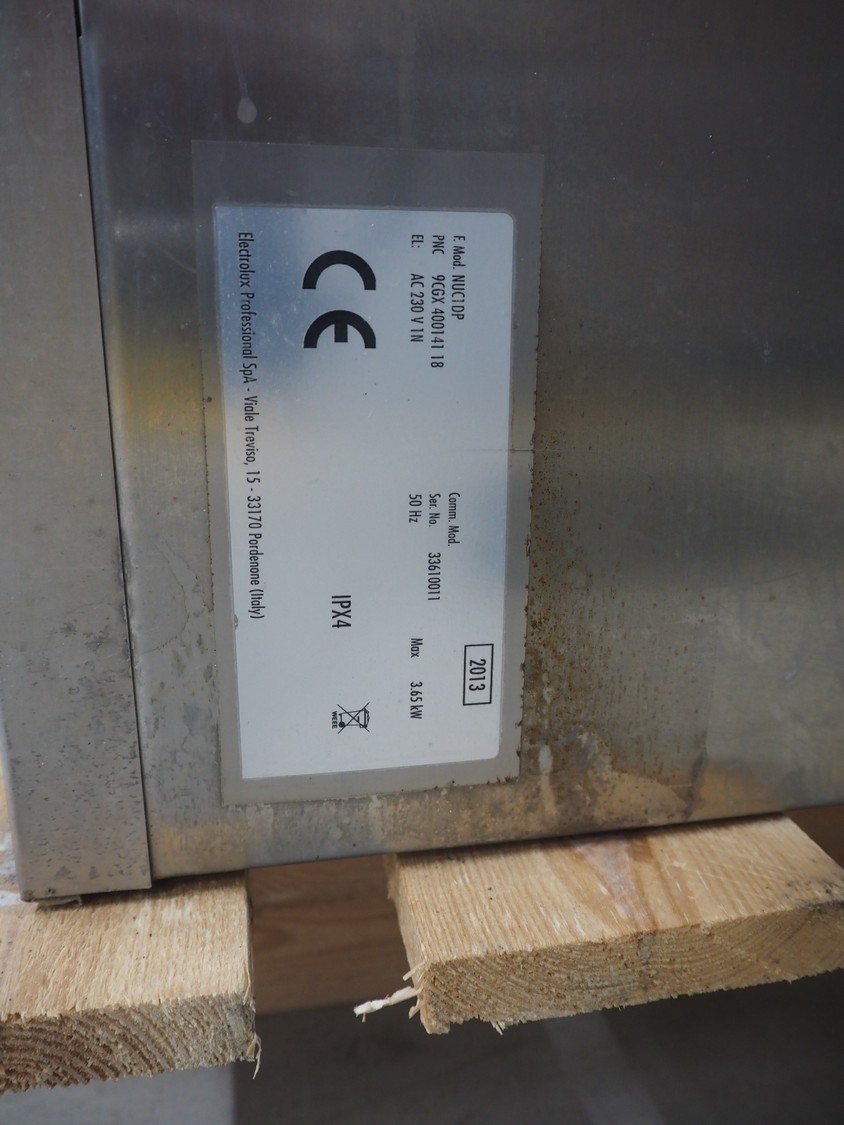 2013
F. Mod. NUC1DP
Comm. Mod.
PNC 9CGX 400141 18
Ser. No. 33610011
EL: AC 230 V 1N
50 Hz
Max 3.65 kW
CE
IPX4
WEEE
Electrolux Professional SpA - Viale Treviso, 15 - 33170 Pordenone (Italy)